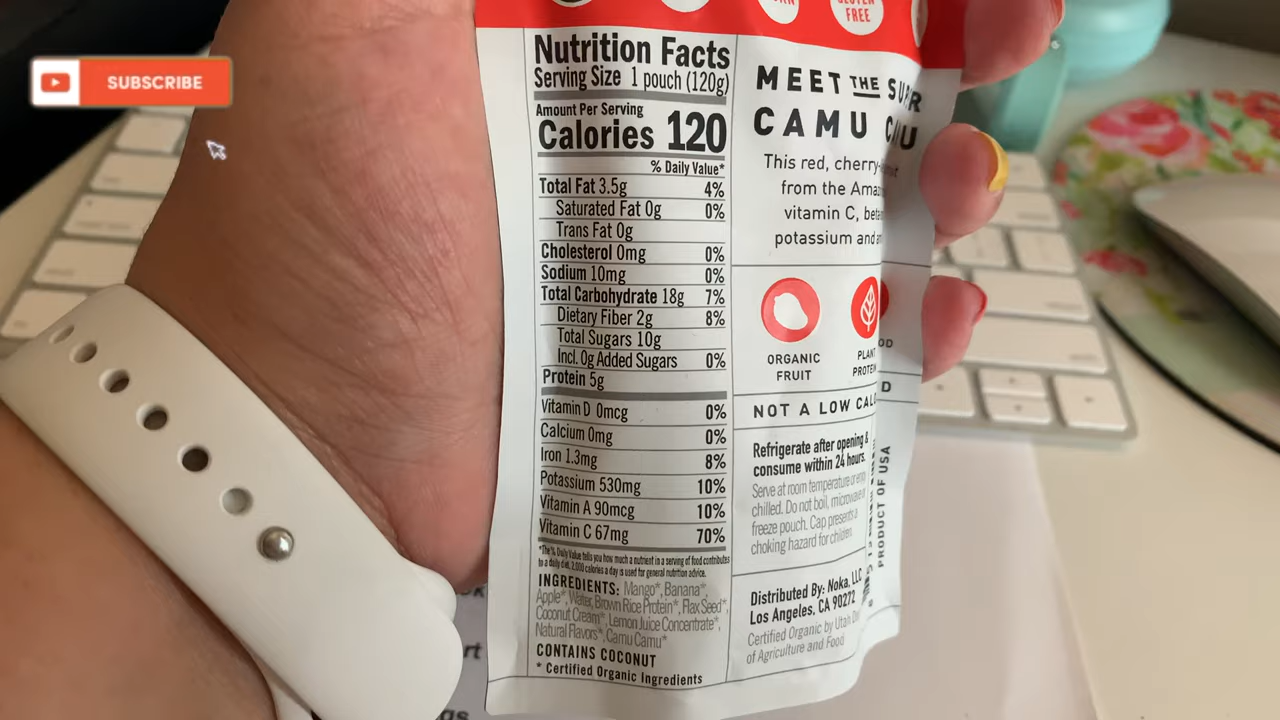 SUBSCRIBE
FREE
Nutrition Facts
Serving Size 1 pouch (120g)
Amount Per Serving
Calories 120
% Daily Value*
Total Fat 3.5g 4%
Saturated Fat 0g 0%
Trans Fat 0g
Cholesterol 0mg 0%
Sodium 10mg 0%
Total Carbohydrate 18g 7%
Dietary Fiber 2g 8%
Total Sugars 10g
Incl. 0g Added Sugars 0%
Protein 5g
Vitamin D 0mcg 0%
Calcium 0mg 0%
Iron 1.3mg 8%
Potassium 530mg 10%
Vitamin A 90mcg 10%
Vitamin C 67mg 70%
*The % Daily Value tells you how much a nutrient in a serving of food contributes
to a daily diet. 2,000 calories a day is used for general nutrition advice.
INGREDIENTS: Mango*, Banana*,
Apple*, Water, Brown Rice Protein*, Flax Seed*,
Coconut Cream*, Lemon Juice Concentrate*,
Natural Flavors*, Camu Camu*
CONTAINS COCONUT
* Certified Organic Ingredients
MEET THE
CAMU
This red, cherry-
from the
vitamin C,
potassium and
ORGANIC
FRUIT
PLANT
PROTEIN
NOT A LOW
Refrigerate after opening &
consume within 24 hours.
Serve at room temperature or
chilled. Do not boil, microwave or
freeze pouch. Cap presents a
choking hazard for children.
Distributed By: Noka, LLC
Los Angeles, CA 90272
Certified Organic by Utah
of Agriculture and Food
PRODUCT OF USA